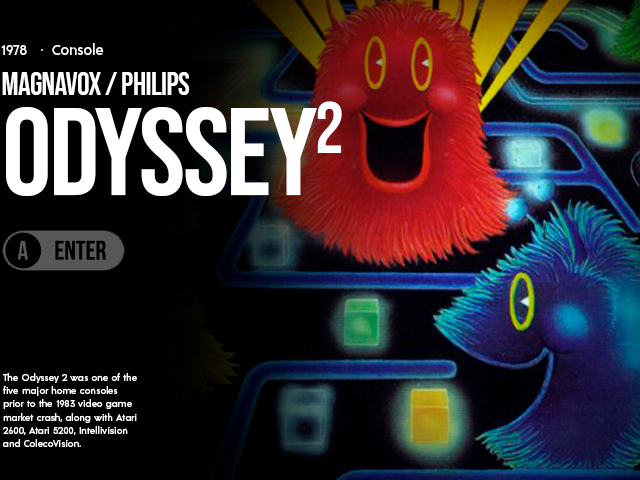 1978 · Console
MAGNAVOX / PHILIPS
ODYSSEY²
A ENTER
The Odyssey 2 was one of the
five major home consoles
prior to the 1983 video game
market crash, along with Atari
2600, Atari 5200, Intellivision
and ColecoVision.